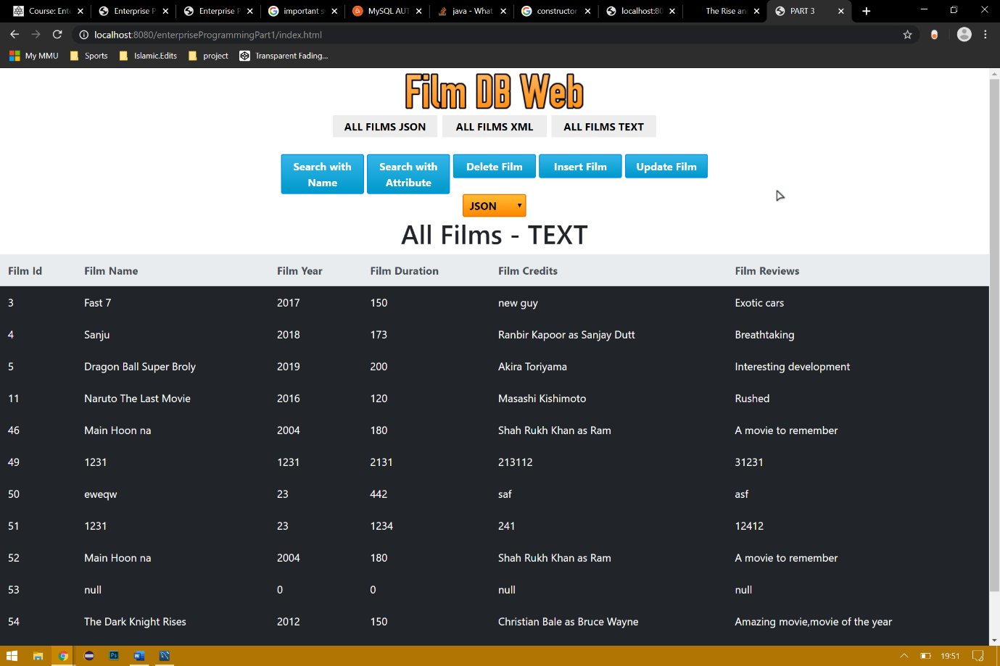 Course: Ente
Enterprise P
Enterprise P
important s
MySQL AUT
java - What
constructor
localhost:80
The Rise an
PART 3
localhost:8080/enterpriseProgrammingPart1/index.html
My MMU
Sports
Islamic.Edits
project
Transparent Fading...
Film DB Web
ALL FILMS JSON
ALL FILMS XML
ALL FILMS TEXT
Search with
Name
Search with
Attribute
Delete Film
Insert Film
Update Film
JSON
All Films - TEXT
Film Id Film Name Film Year Film Duration Film Credits Film Reviews
3 Fast 7 2017 150 new guy Exotic cars
4 Sanju 2018 173 Ranbir Kapoor as Sanjay Dutt Breathtaking
5 Dragon Ball Super Broly 2019 200 Akira Toriyama Interesting development
11 Naruto The Last Movie 2016 120 Masashi Kishimoto Rushed
46 Main Hoon na 2004 180 Shah Rukh Khan as Ram A movie to remember
49 1231 1231 2131 213112 31231
50 eweqw 23 442 saf asf
51 1231 23 1234 241 12412
52 Main Hoon na 2004 180 Shah Rukh Khan as Ram A movie to remember
53 null 0 0 null null
54 The Dark Knight Rises 2012 150 Christian Bale as Bruce Wayne Amazing movie,movie of the year
19:51